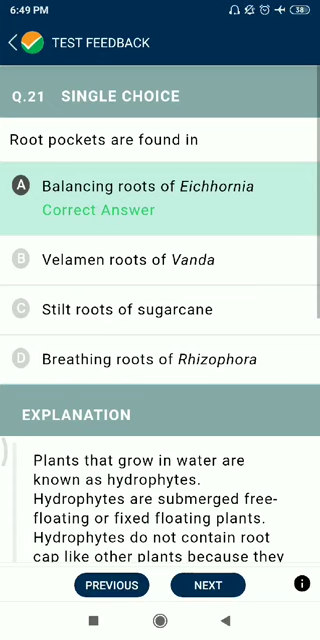 6:49 PM
38
TEST FEEDBACK
Q.21 SINGLE CHOICE
Root pockets are found in
A Balancing roots of Eichhornia
Correct Answer
B Velamen roots of Vanda
C Stilt roots of sugarcane
D Breathing roots of Rhizophora
EXPLANATION
Plants that grow in water are
known as hydrophytes.
Hydrophytes are submerged free-
floating or fixed floating plants.
Hydrophytes do not contain root
cap like other plants because they
PREVIOUS
NEXT